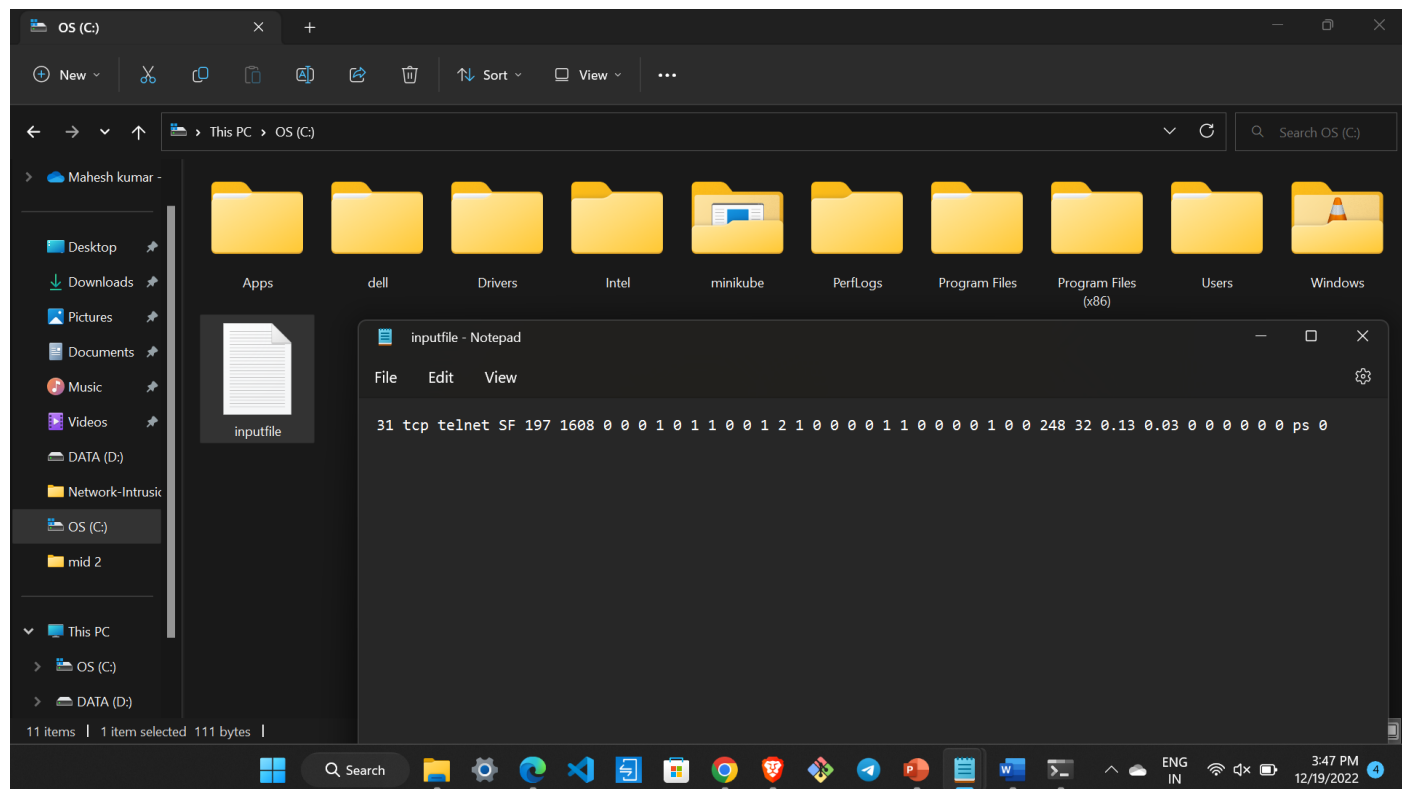 OS (C:)
New
Sort
View
This PC > OS (C:)
Search OS (C:)
Mahesh kumar -
Desktop
Downloads
Pictures
Documents
Music
Videos
DATA (D:)
Network-Intrusic
OS (C:)
mid 2
This PC
OS (C:)
DATA (D:)
Apps
dell
Drivers
Intel
minikube
PerfLogs
Program Files
Program Files
(x86)
Users
Windows
inputfile
inputfile - Notepad
File Edit View
31 tcp telnet SF 197 1608 0 0 0 1 0 1 1 0 0 1 2 1 0 0 0 0 1 1 0 0 0 0 1 0 0 248 32 0.13 0.03 0 0 0 0 0 0 ps 0
11 items | 1 item selected 111 bytes |
Search
ENG
IN
3:47 PM
12/19/2022
4